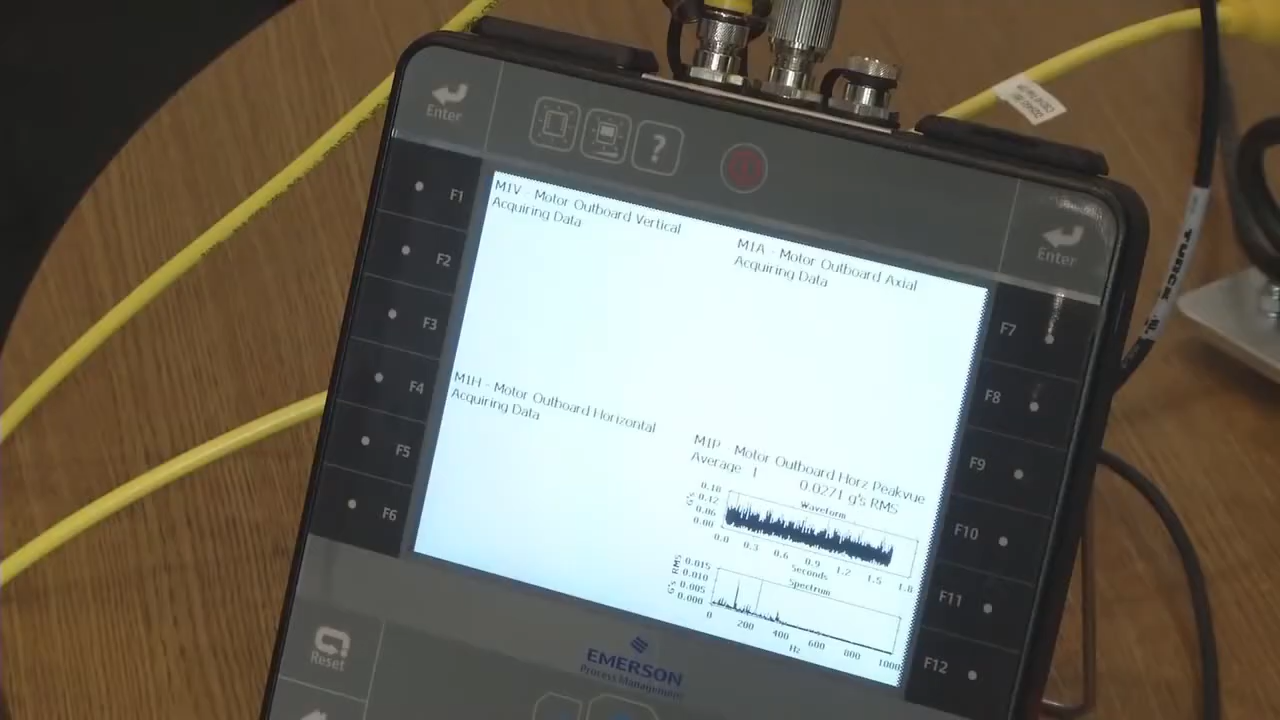 Enter
F1
F2
F3
F4
F5
F6
Reset
?
M1V - Motor Outboard Vertical
Acquiring Data
M1A - Motor Outboard Axial
Acquiring Data
M1H - Motor Outboard Horizontal
Acquiring Data
M1P - Motor Outboard Horz Peakvue
Average 1 0.0271 g's RMS
Waveform
G's
0.18
0.12
0.06
0.00
0.0 0.3 0.6 0.9 1.2 1.5 1.8
Seconds
Spectrum
G's RMS
0.015
0.010
0.005
0.000
0 200 400 600 800 1000
Hz
EMERSON
Process Management
Enter
F7
F8
F9
F10
F11
F12
TURCK